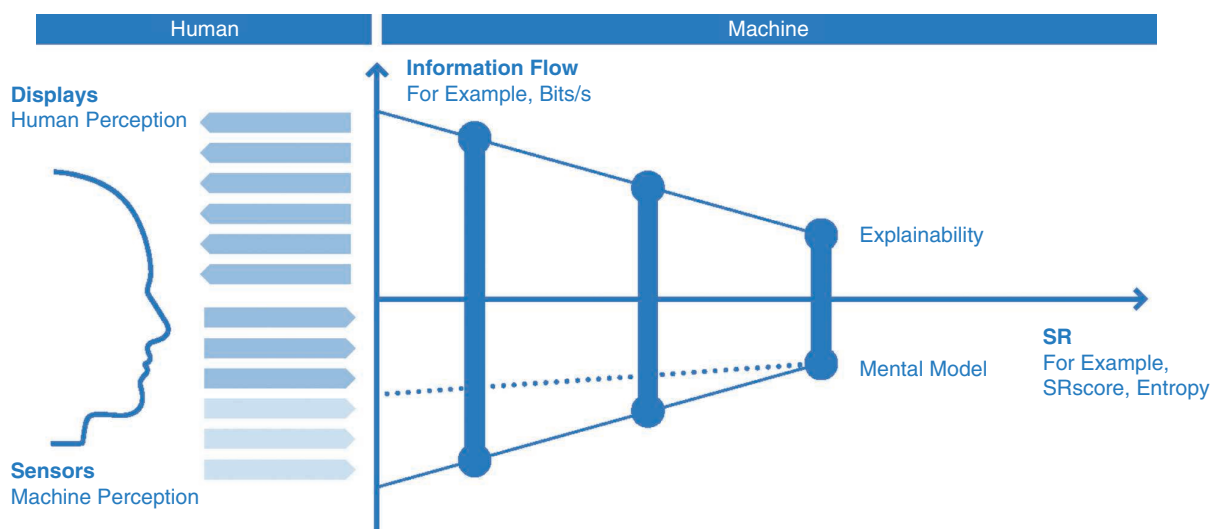 Human
Machine
Displays
Human Perception
Information Flow
For Example, Bits/s
Explainability
Mental Model
SR
For Example,
SRscore, Entropy
Sensors
Machine Perception